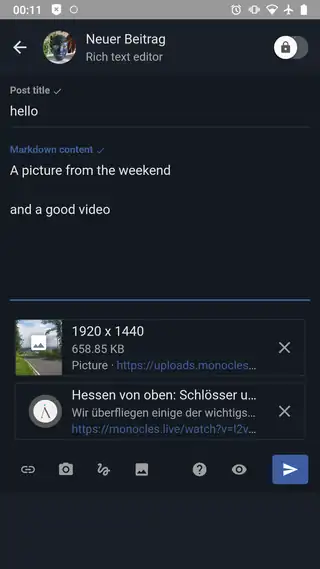 00:11
Neuer Beitrag
Rich text editor
Post title
hello
Markdown content
A picture from the weekend
and a good video
1920 x 1440
658.85 KB
Picture · https://uploads.monocles...
Hessen von oben: Schlösser u...
Wir überfliegen einige der wichtigs...
https://monocles.live/watch?v=I2v...